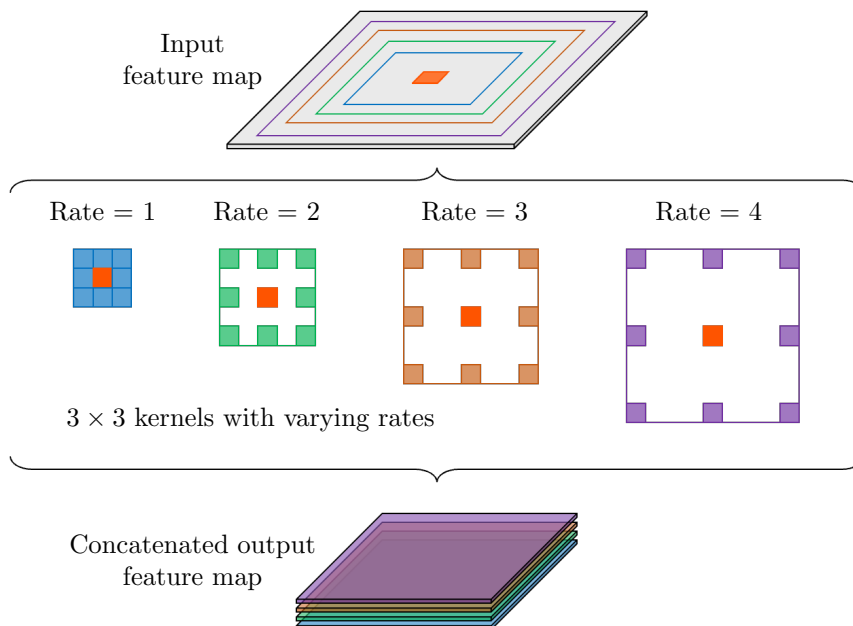 Input
feature map
Rate = 1
Rate = 2
Rate = 3
Rate = 4
3 × 3 kernels with varying rates
Concatenated output
feature map